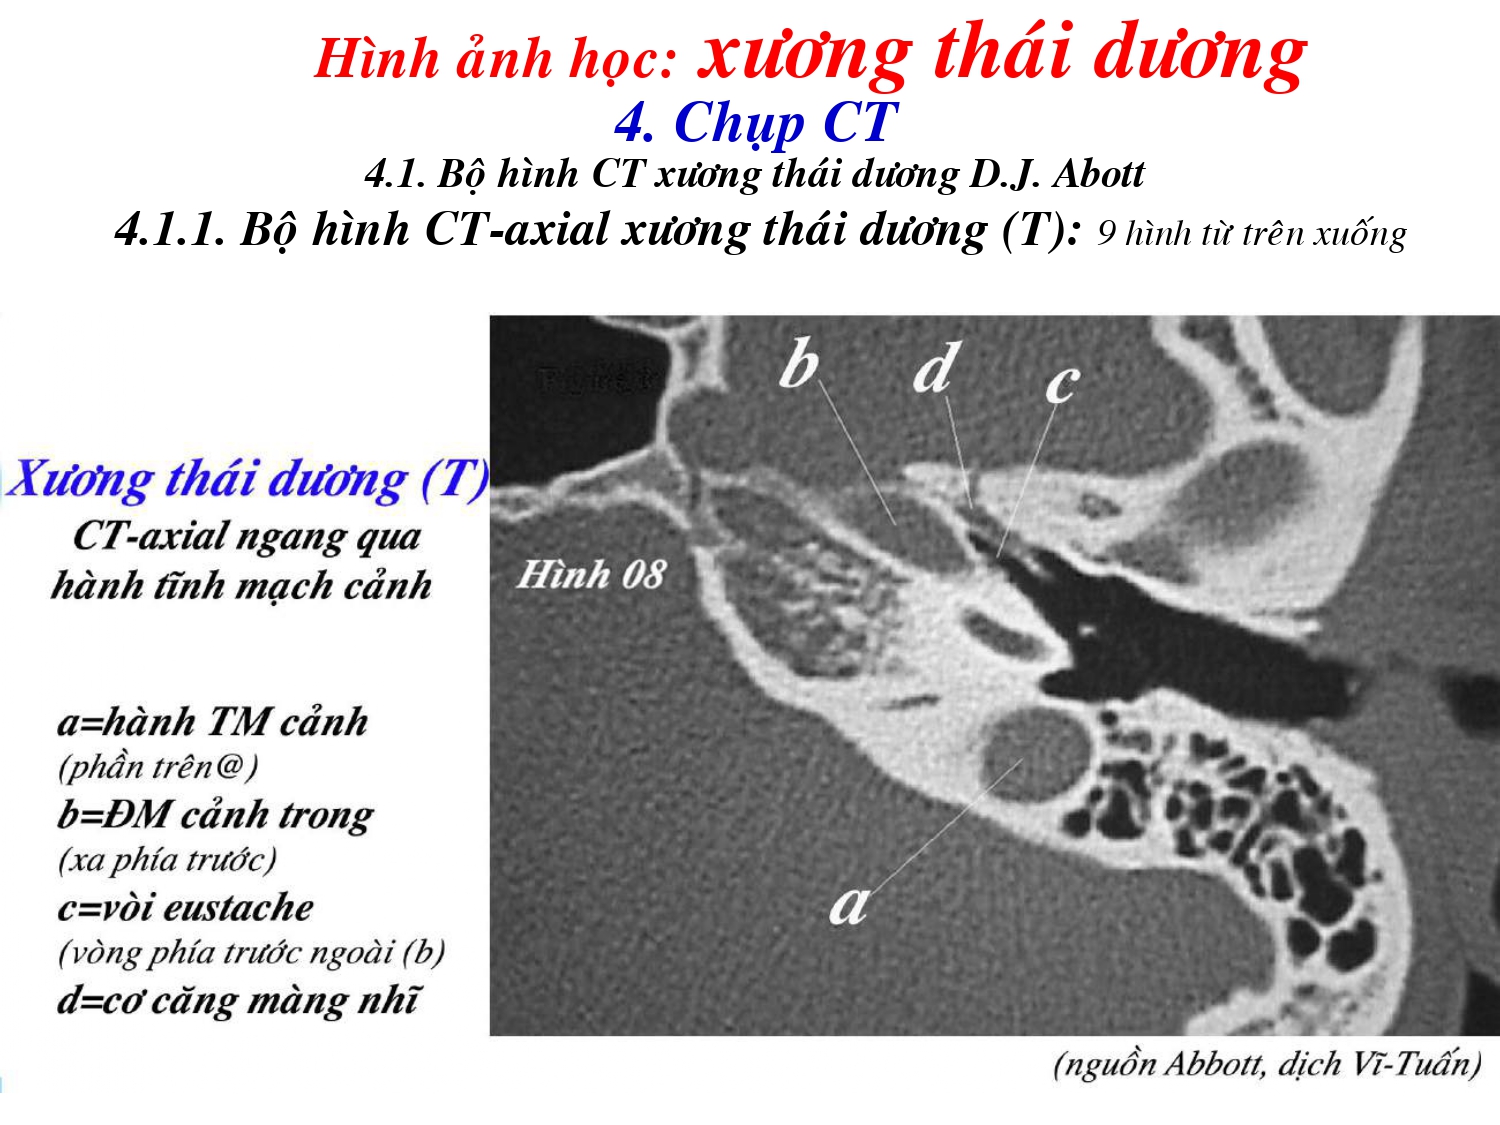 Hình ảnh học: xương thái dương
4. Chụp CT
4.1. Bộ hình CT xương thái dương D.J. Abott
4.1.1. Bộ hình CT-axial xương thái dương (T): 9 hình từ trên xuống
Xương thái dương (T)
CT-axial ngang qua
hành tĩnh mạch cảnh
a=hành TM cảnh
(phần trên@)
b=ĐM cảnh trong
(xa phía trước)
c=vòi eustache
(vòng phía trước ngoài (b)
d=cơ căng màng nhĩ
b
d
c
Hình 08
a
(nguồn Abbott, dịch Vĩ-Tuấn)